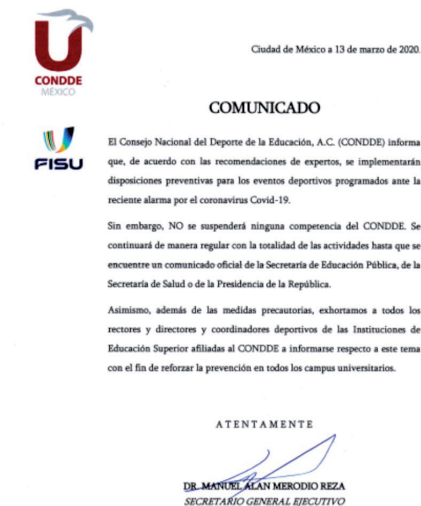 CONDDE
MÉXICO
FISU
Ciudad de México a 13 de marzo de 2020.
COMUNICADO
El Consejo Nacional del Deporte de la Educación, A.C. (CONDDE) informa
que, de acuerdo con las recomendaciones de expertos, se implementarán
disposiciones preventivas para los eventos deportivos programados ante la
reciente alarma por el coronavirus Covid-19.
Sin embargo, NO se suspenderá ninguna competencia del CONDDE. Se
continuará de manera regular con la totalidad de las actividades hasta que se
encuentre un comunicado oficial de la Secretaría de Educación Pública, de la
Secretaría de Salud o de la Presidencia de la República.
Asimismo, además de las medidas precautorias, exhortamos a todos los
rectores y directores y coordinadores deportivos de las Instituciones de
Educación Superior afiliadas al CONDDE a informarse respecto a este tema
con el fin de reforzar la prevención en todos los campus universitarios.
ATENTAMENTE
DR. MANUEL ALAN MERODIO REZA
SECRETARIO GENERAL EJECUTIVO